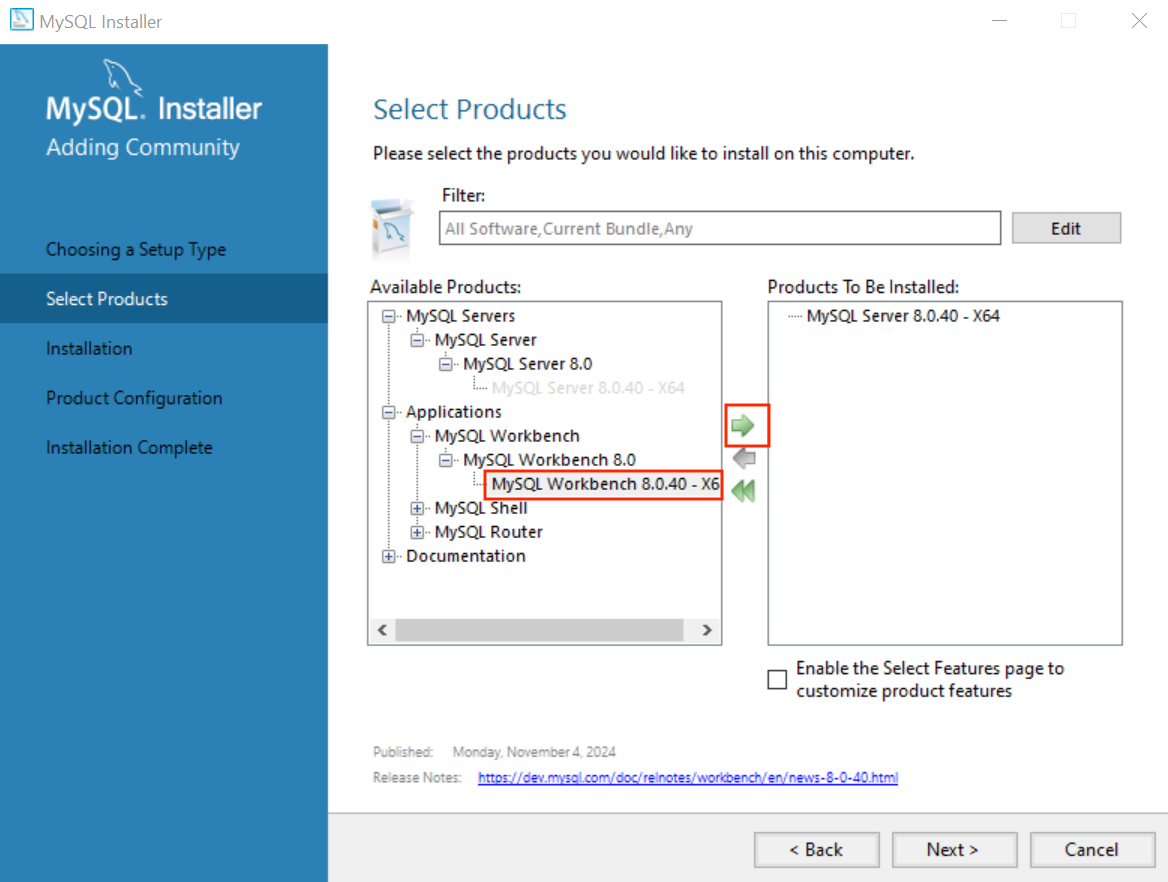 MySQL Installer
MySQL. Installer
Adding Community
Choosing a Setup Type
Select Products
Installation
Product Configuration
Installation Complete
Select Products
Please select the products you would like to install on this computer.
Filter:
All Software,Current Bundle,Any
Edit
Available Products:
MySQL Servers
MySQL Server
MySQL Server 8.0
MySQL Server 8.0.40 - X64
Applications
MySQL Workbench
MySQL Workbench 8.0
MySQL Workbench 8.0.40 - X6
MySQL Shell
MySQL Router
Documentation
Products To Be Installed:
MySQL Server 8.0.40 - X64
Enable the Select Features page to
customize product features
Published: Monday, November 4, 2024
Release Notes: https://dev.mysql.com/doc/relnotes/workbench/en/news-8-0-40.html
< Back
Next >
Cancel